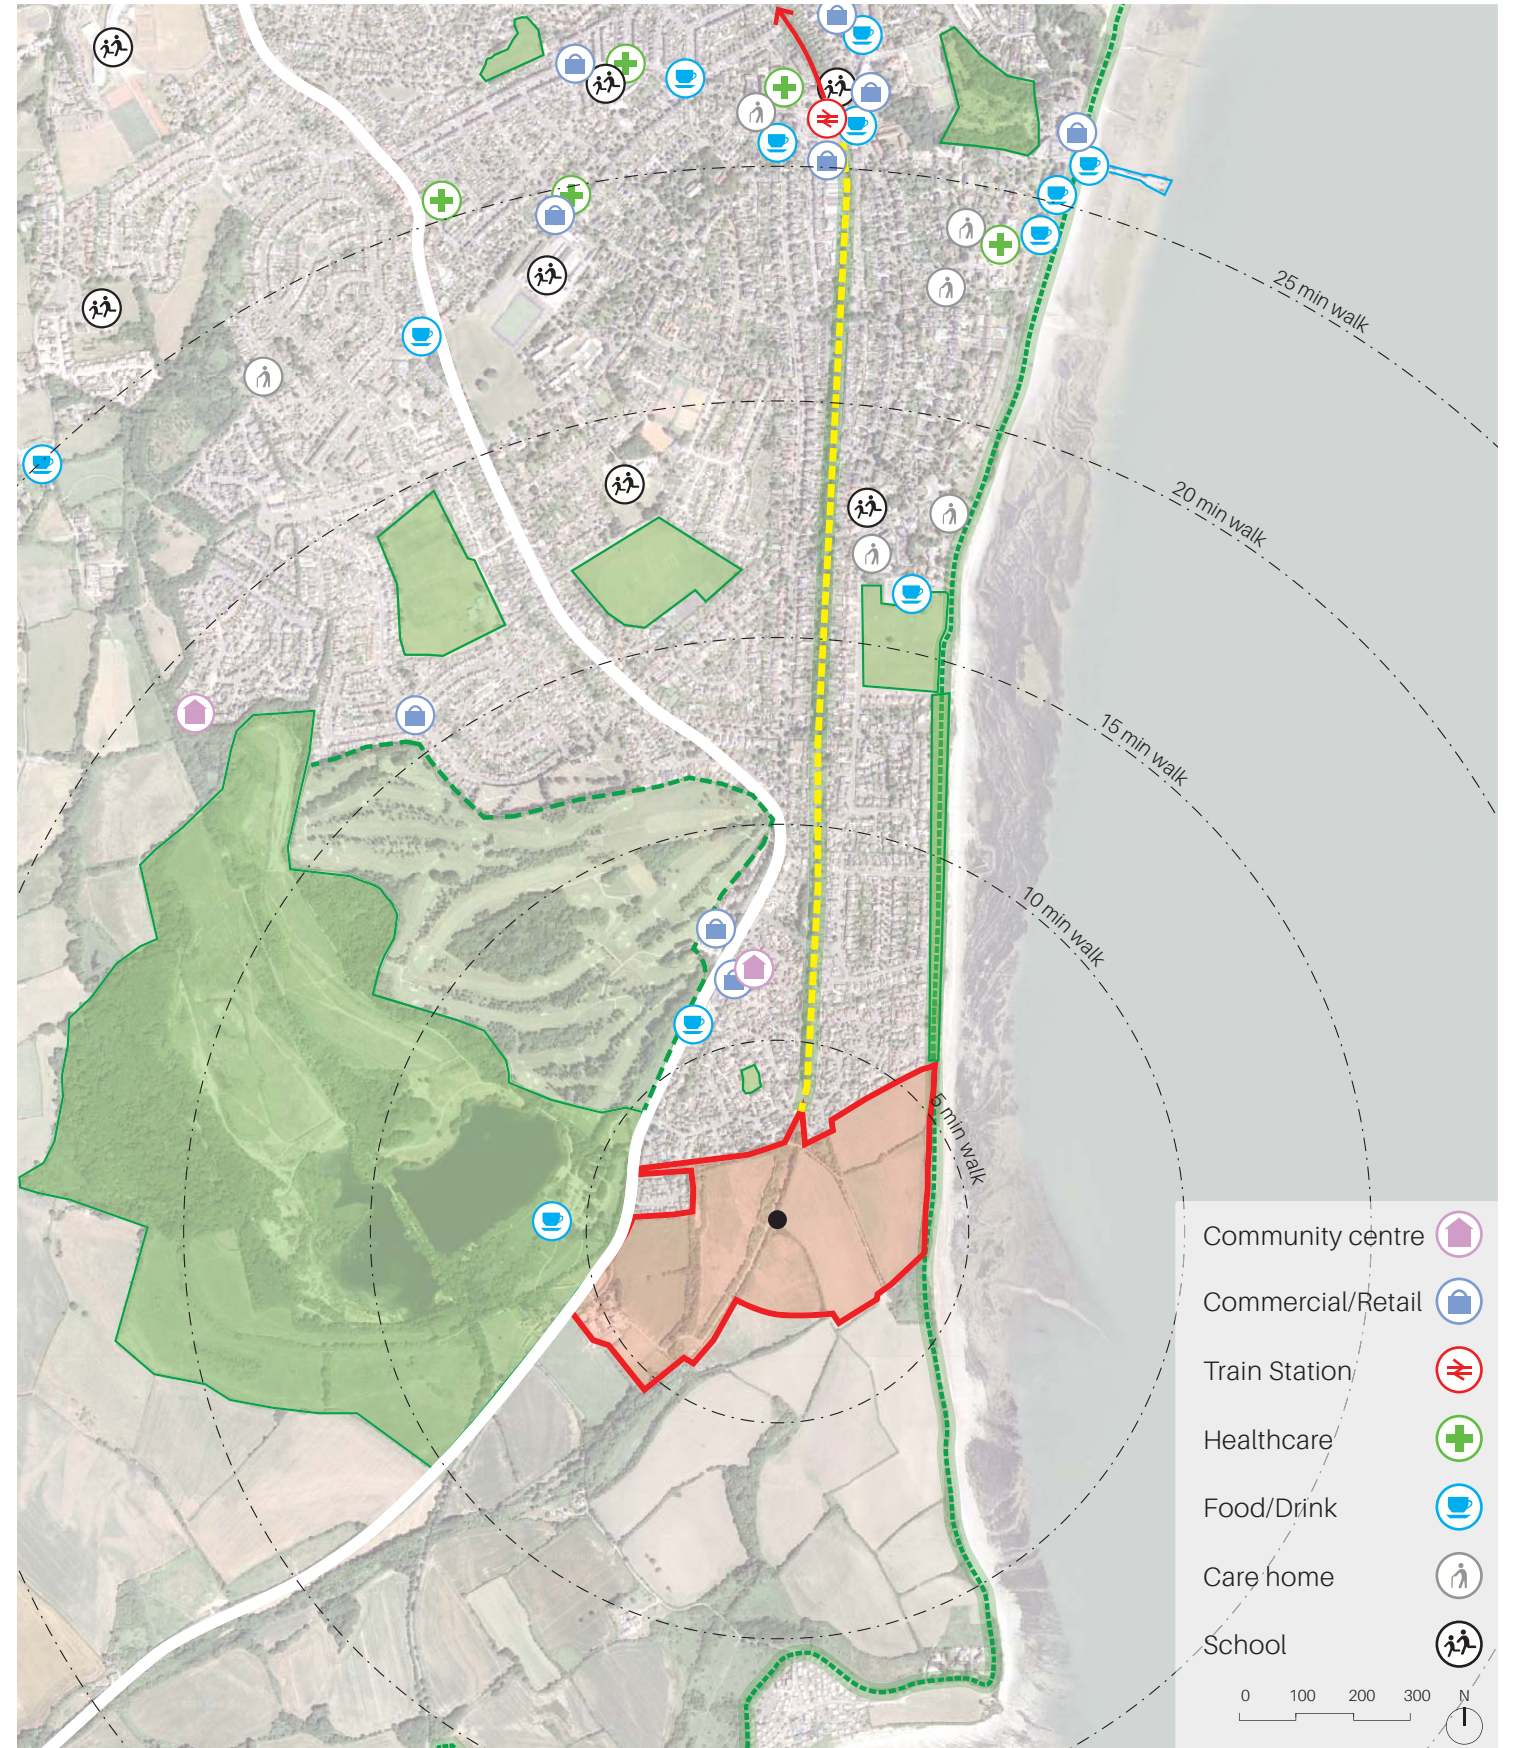 25 min walk
20 min walk
15 min walk
10 min walk
5 min walk
Community centre
Commercial/Retail
Train Station
Healthcare
Food/Drink
Care home
School
0 100 200 300 N